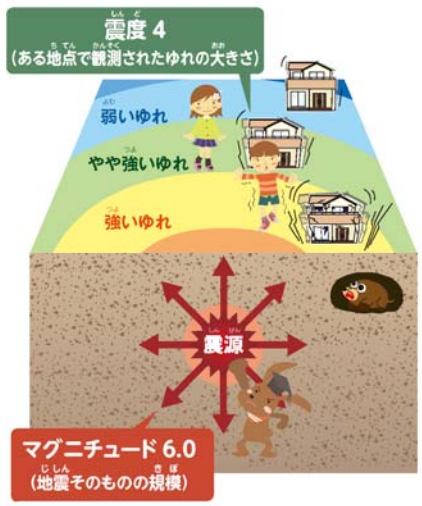 震度4
(ある地点で観測されたゆれの大きさ)
弱いゆれ
やや強いゆれ
強いゆれ
震源
マグニチュード6.0
(地震そのものの規模)